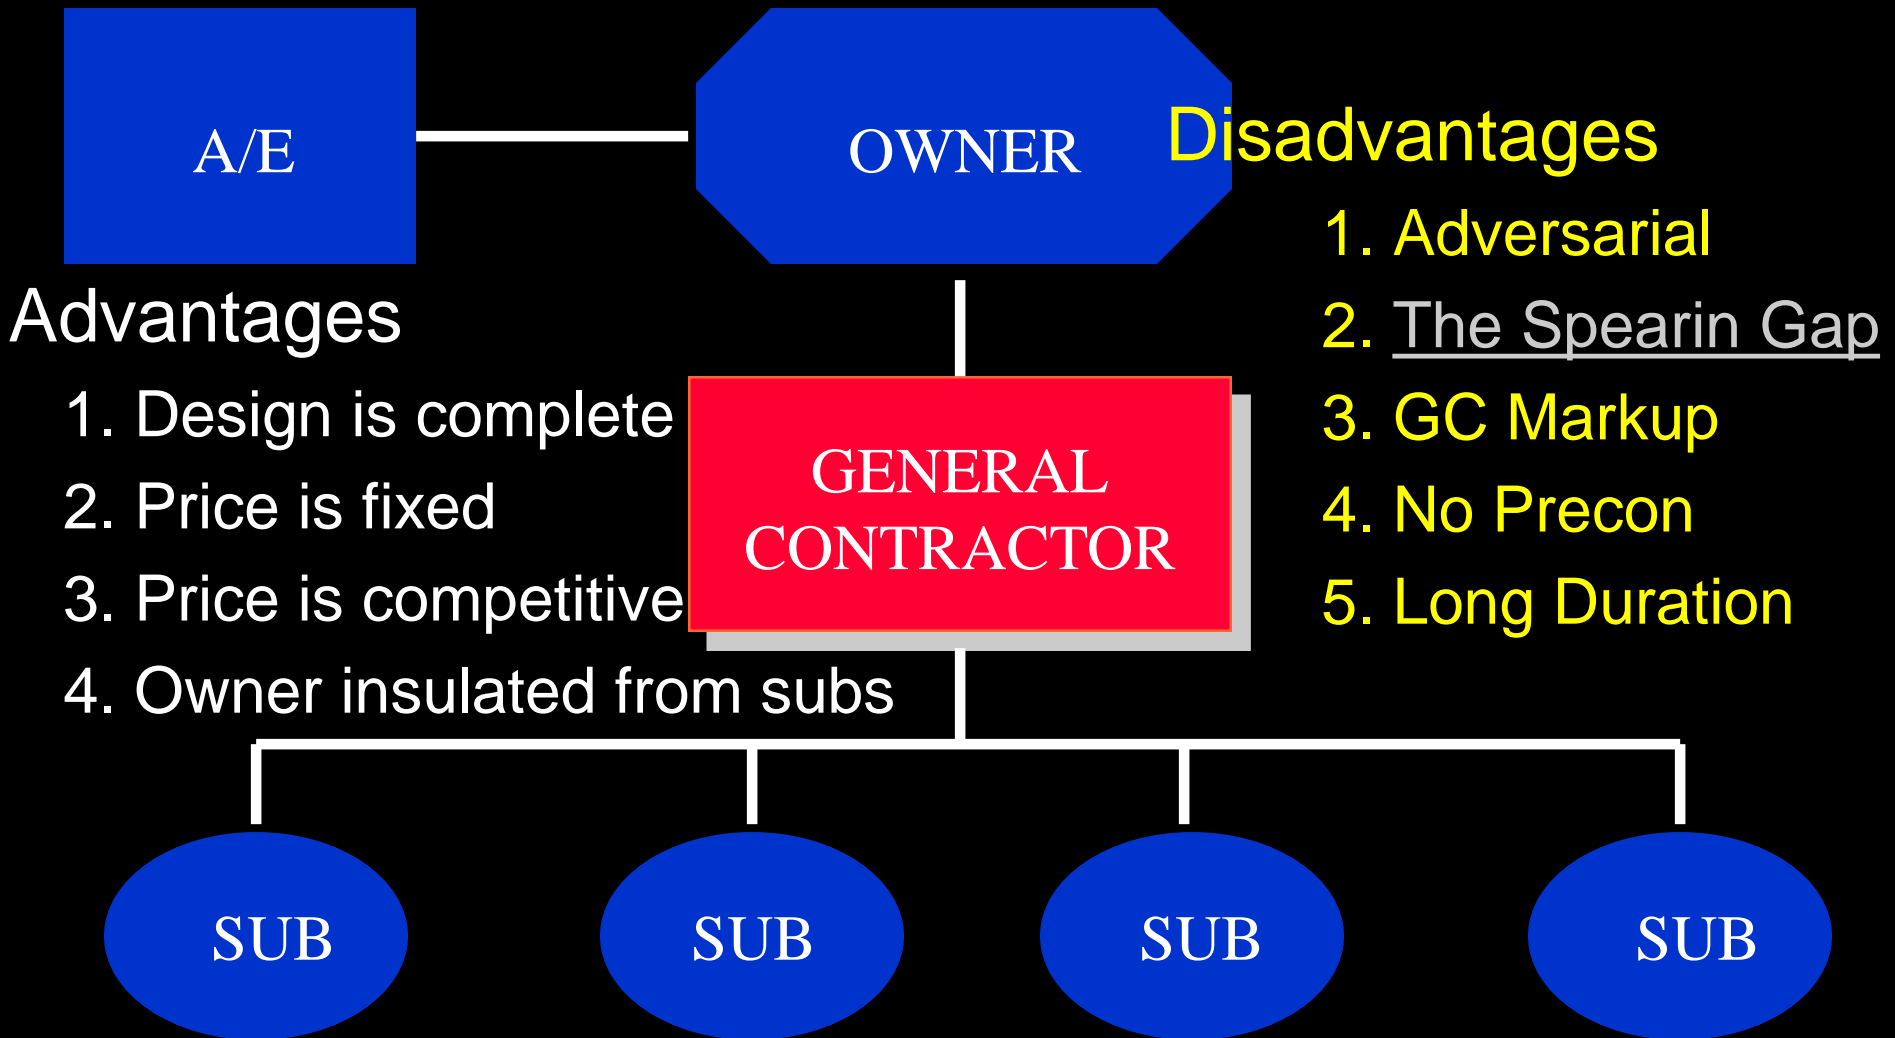 A/E
OWNER
Disadvantages
1. Adversarial
2. The Spearin Gap
3. GC Markup
4. No Precon
5. Long Duration
Advantages
1. Design is complete
2. Price is fixed
3. Price is competitive
4. Owner insulated from subs
GENERAL
CONTRACTOR
SUB
SUB
SUB
SUB